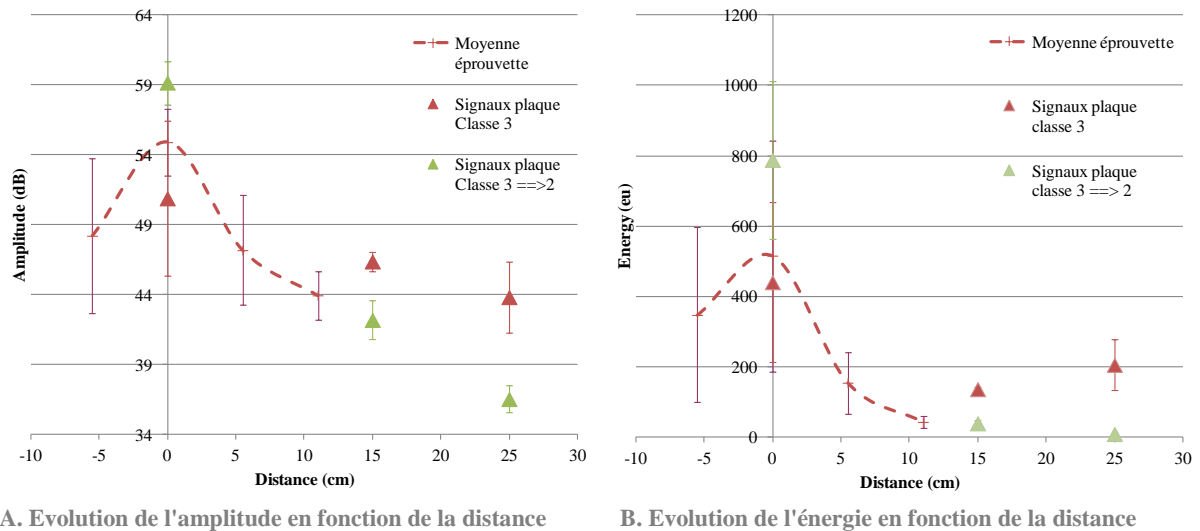 64
59
54
49
44
39
34
-10
-5
0
5
10
15
20
25
30
Amplitude (dB)
Distance (cm)
Moyenne
éprouvette
Signaux plaque
Classe 3
Signaux plaque
Classe 3 ==>2
A. Evolution de l'amplitude en fonction de la distance
1200
1000
800
600
400
200
0
-10
-5
0
5
10
15
20
25
30
Energy (eu)
Distance (cm)
Moyenne éprouvette
Signaux plaque
classe 3
Signaux plaque
classe 3 ==> 2
B. Evolution de l'énergie en fonction de la distance